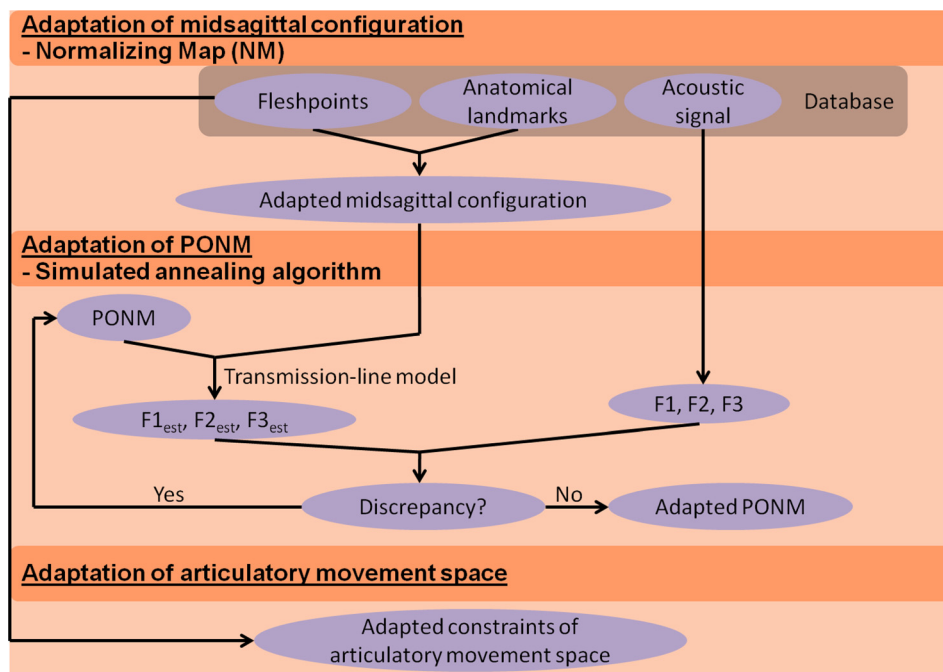 Adaptation of midsagittal configuration
- Normalizing Map (NM)
Fleshpoints
Anatomical
landmarks
Acoustic
signal
Database
Adapted midsagittal configuration
Adaptation of PONM
- Simulated annealing algorithm
PONM
Transmission-line model
F1est, F2est, F3est
F1, F2, F3
Yes
Discrepancy?
No
Adapted PONM
Adaptation of articulatory movement space
Adapted constraints of
articulatory movement space